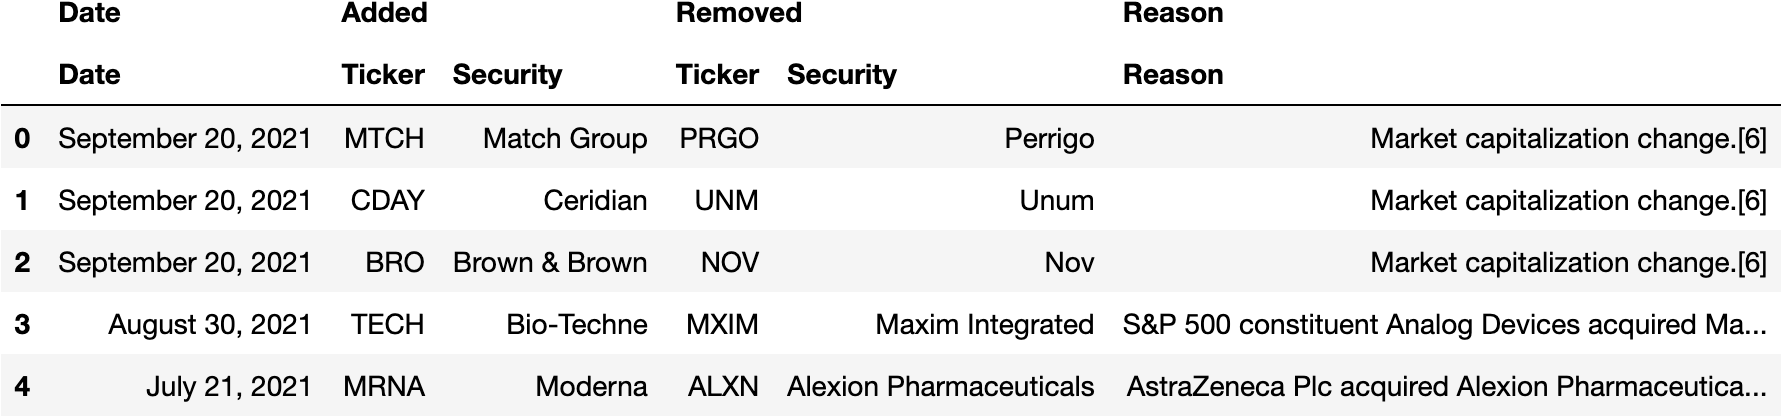 Date Added Removed Reason
Date Ticker Security Ticker Security Reason
0 September 20, 2021 MTCH Match Group PRGO Perrigo Market capitalization change.[6]
1 September 20, 2021 CDAY Ceridian UNM Unum Market capitalization change.[6]
2 September 20, 2021 BRO Brown & Brown NOV Nov Market capitalization change.[6]
3 August 30, 2021 TECH Bio-Techne MXIM Maxim Integrated S&P 500 constituent Analog Devices acquired Ma...
4 July 21, 2021 MRNA Moderna ALXN Alexion Pharmaceuticals AstraZeneca Plc acquired Alexion Pharmaceutica...